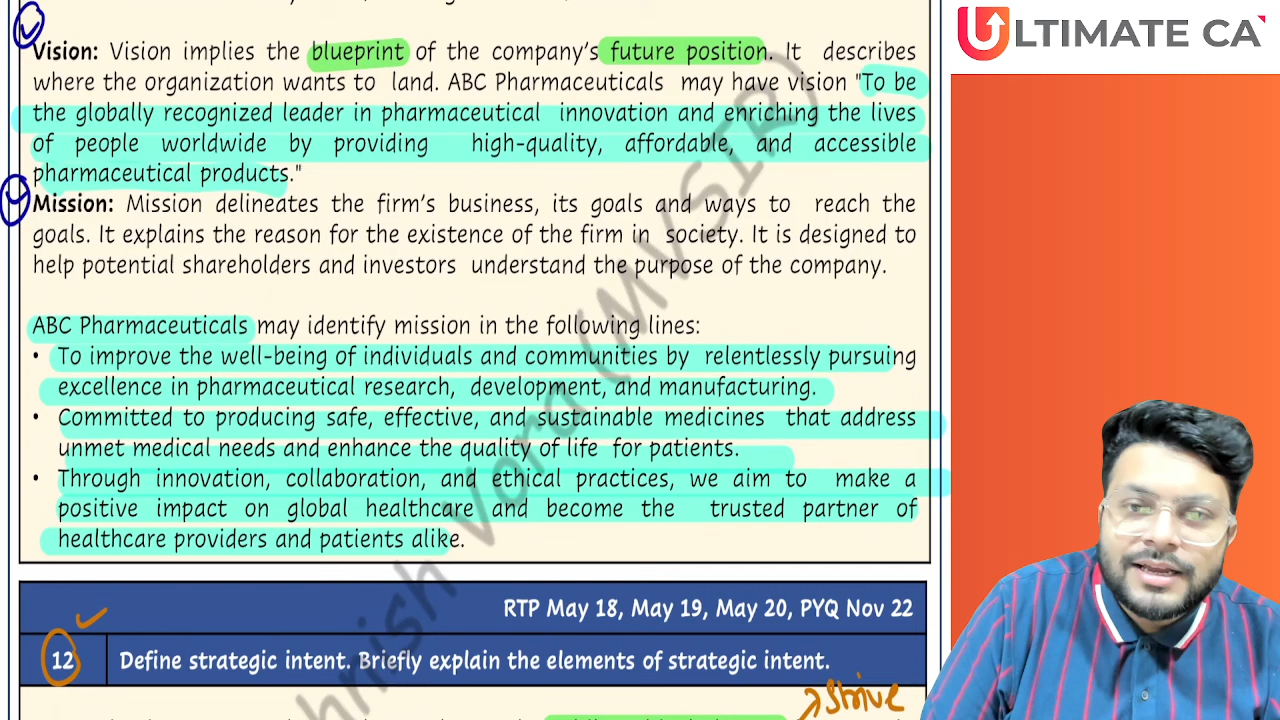 ULTIMATE CA
Vision: Vision implies the blueprint of the company's future position. It describes
where the organization wants to land. ABC Pharmaceuticals may have vision "To be
the globally recognized leader in pharmaceutical innovation and enriching the lives
of people worldwide by providing high-quality, affordable, and accessible
pharmaceutical products."
Mission: Mission delineates the firm's business, its goals and ways to reach the
goals. It explains the reason for the existence of the firm in society. It is designed to
help potential shareholders and investors understand the purpose of the company.
ABC Pharmaceuticals may identify mission in the following lines:
• To improve the well-being of individuals and communities by relentlessly pursuing
excellence in pharmaceutical research, development, and manufacturing.
• Committed to producing safe, effective, and sustainable medicines that address
unmet medical needs and enhance the quality of life for patients.
• Through innovation, collaboration, and ethical practices, we aim to make a
positive impact on global healthcare and become the trusted partner of
healthcare providers and patients alike.
RTP May 18, May 19, May 20, PYQ Nov 22
12 Define strategic intent. Briefly explain the elements of strategic intent.
Strive
hrish Vora (MVSIR)